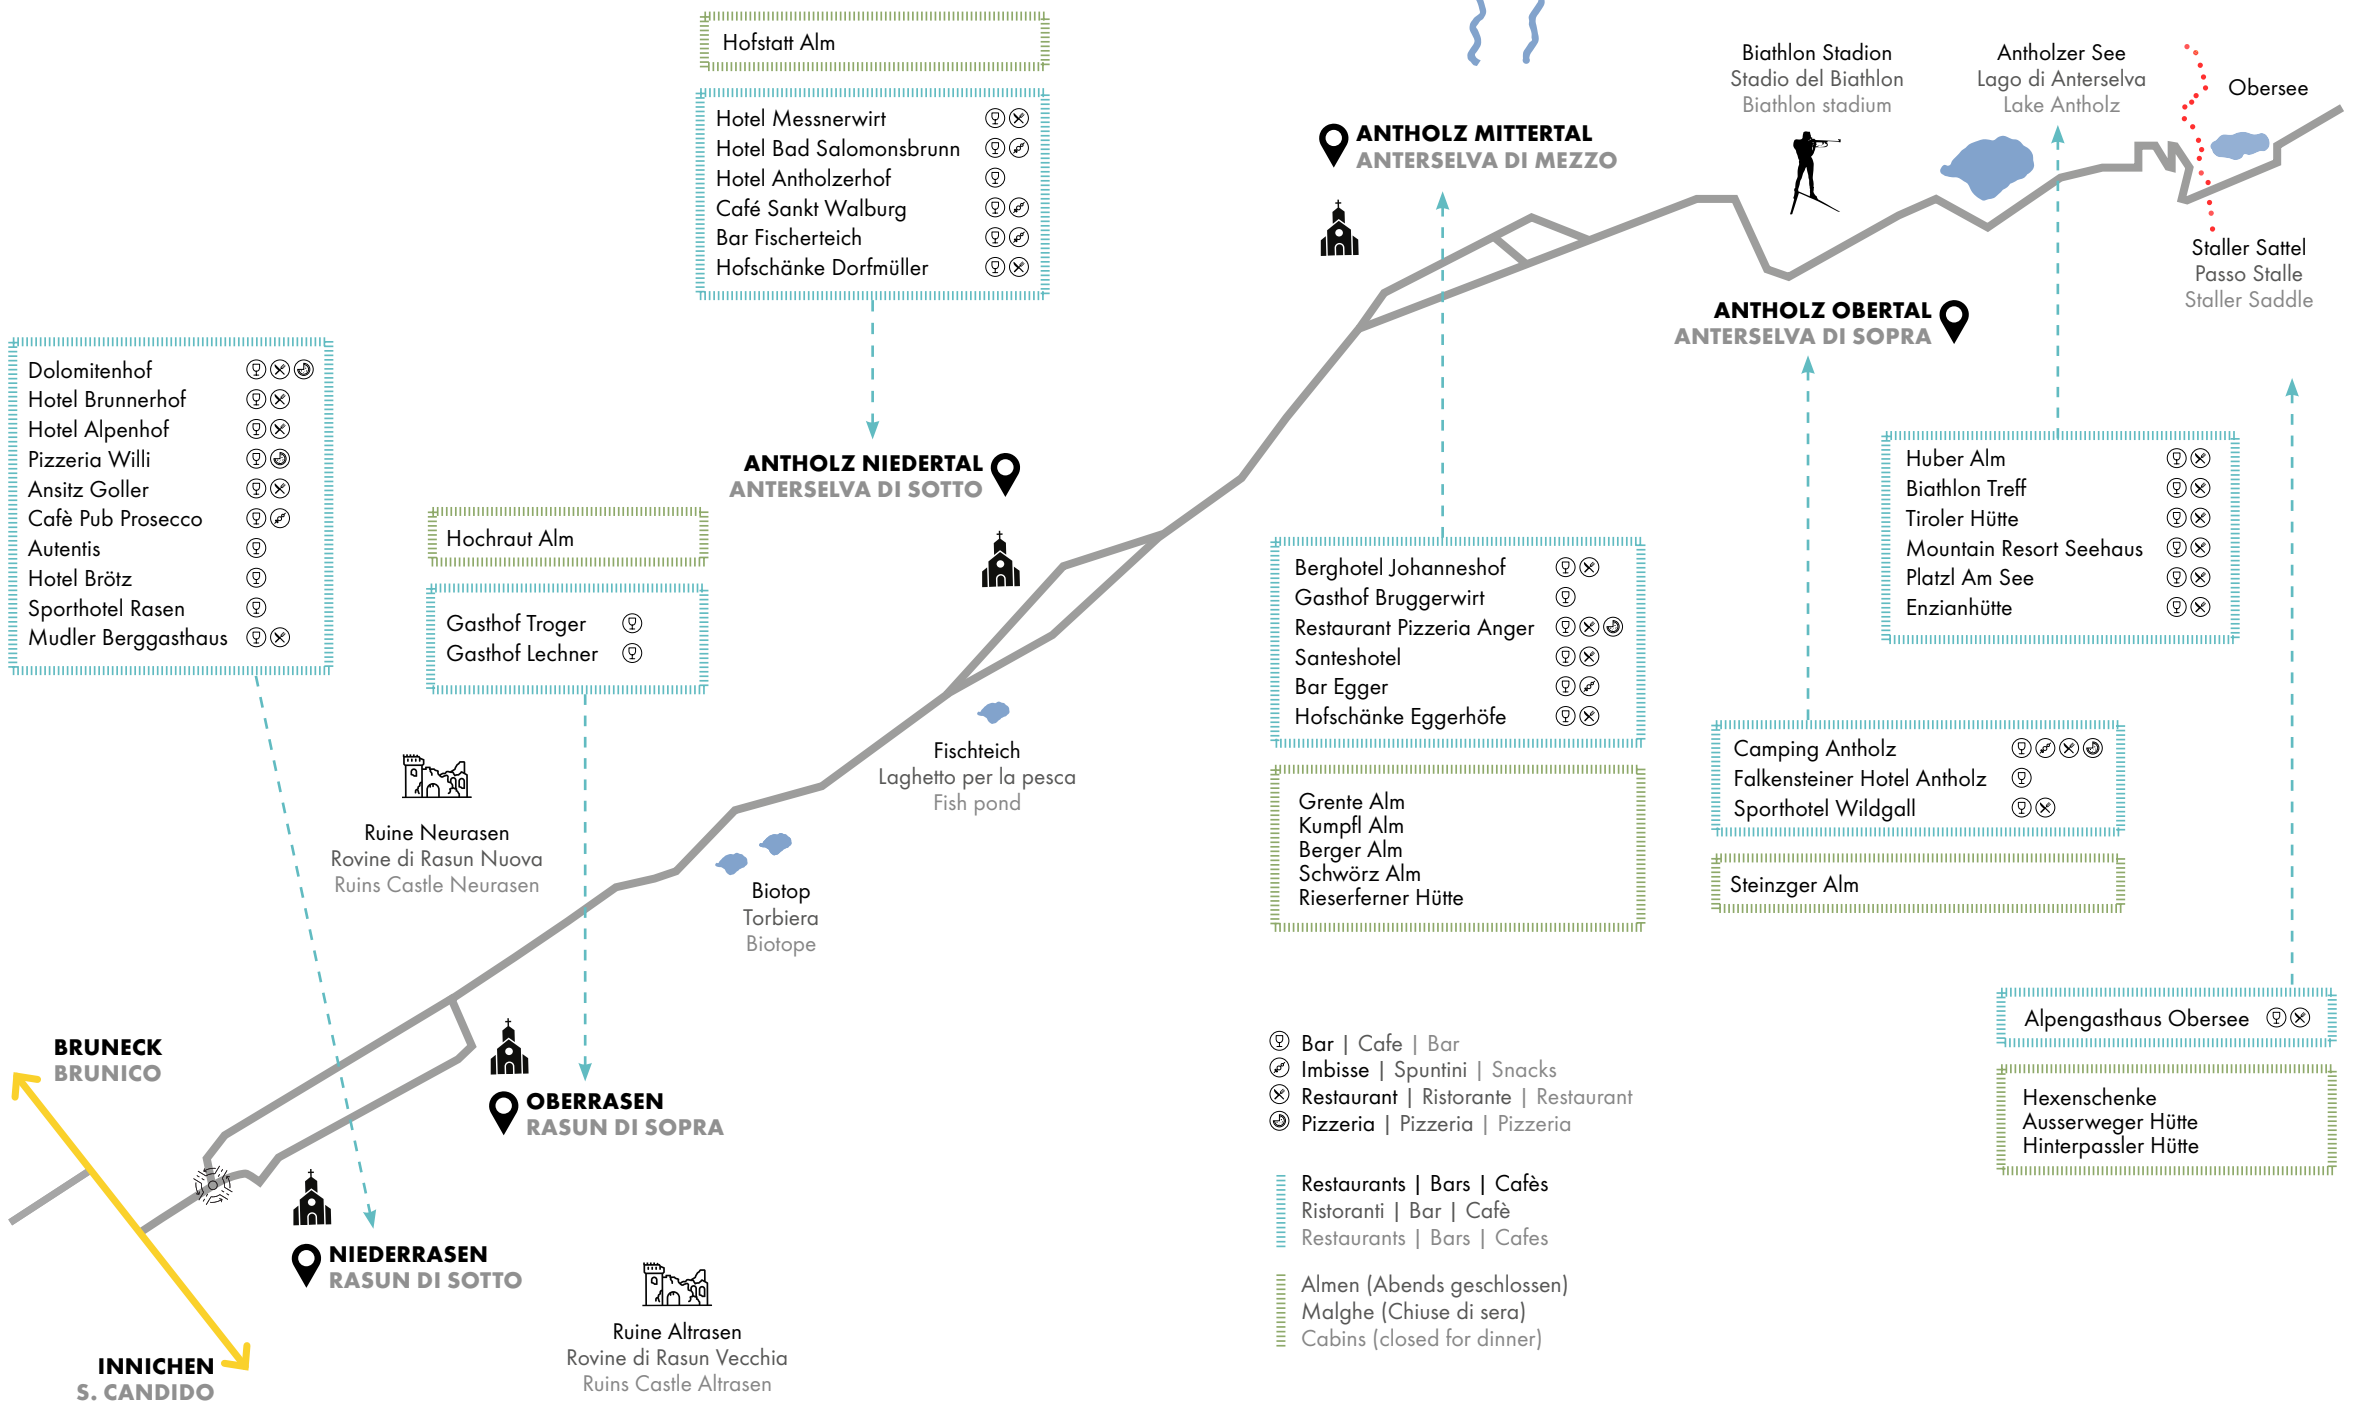 Hofstatt Alm
Hotel Messnerwirt
Hotel Bad Salomonsbrunn
Hotel Antholzerhof
Café Sankt Walburg
Bar Fischerteich
Hofschänke Dorfmüller
Biathlon Stadion
Stadio del Biathlon
Biathlon stadium
Antholzer See
Lago di Anterselva
Lake Antholz
Obersee
ANTHOLZ MITTERTAL
ANTERSELVA DI MEZZO
Staller Sattel
Passo Stalle
Staller Saddle
ANTHOLZ OBERTAL
ANTERSELVA DI SOPRA
Dolomitenhof
Hotel Brunnerhof
Hotel Alpenhof
Pizzeria Willi
Ansitz Goller
Cafè Pub Prosecco
Autentis
Hotel Brötz
Sporthotel Rasen
Mudler Berggasthaus
ANTHOLZ NIEDERTAL
ANTERSELVA DI SOTTO
Hochraut Alm
Gasthof Troger
Gasthof Lechner
Huber Alm
Biathlon Treff
Tiroler Hütte
Mountain Resort Seehaus
Platzl Am See
Enzianhütte
Berghotel Johanneshof
Gasthof Bruggerwirt
Restaurant Pizzeria Anger
Santeshotel
Bar Egger
Hofschänke Eggerhöfe
Grente Alm
Kumpfl Alm
Berger Alm
Schwörz Alm
Rieserferner Hütte
Camping Antholz
Falkensteiner Hotel Antholz
Sporthotel Wildgall
Steinzger Alm
Fischteich
Laghetto per la pesca
Fish pond
Ruine Neurasen
Rovine di Rasun Nuova
Ruins Castle Neurasen
Biotop
Torbiera
Biotope
Alpengasthaus Obersee
Hexenschenke
Ausserweger Hütte
Hinterpassler Hütte
BRUNECK
BRUNICO
OBERRASEN
RASUN DI SOPRA
NIEDERRASEN
RASUN DI SOTTO
INNICHEN
S. CANDIDO
Ruine Altrasen
Rovine di Rasun Vecchia
Ruins Castle Altrasen
Bar | Cafe | Bar
Imbisse | Spuntini | Snacks
Restaurant | Ristorante | Restaurant
Pizzeria | Pizzeria | Pizzeria
Restaurants | Bars | Cafès
Ristoranti | Bar | Cafè
Restaurants | Bars | Cafes
Almen (Abends geschlossen)
Malghe (Chiuse di sera)
Cabins (closed for dinner)